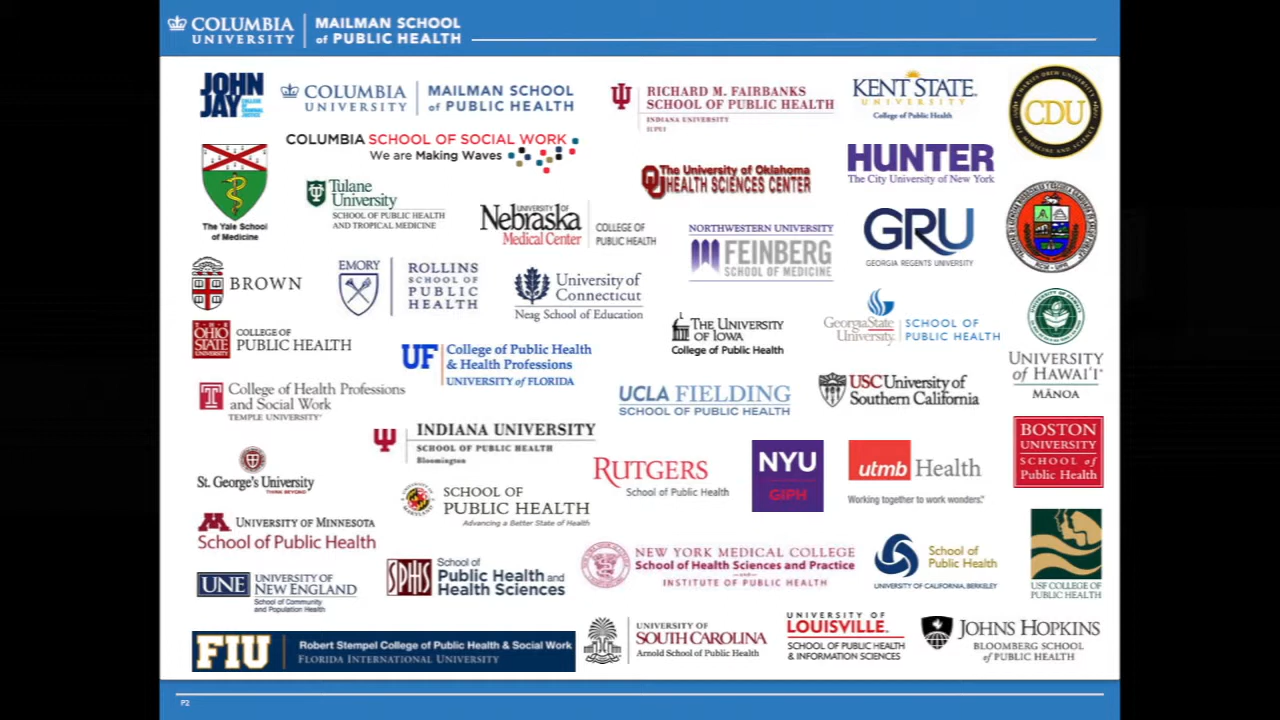 COLUMBIA UNIVERSITY
MAILMAN SCHOOL of PUBLIC HEALTH
JOHN JAY
COLLEGE OF CRIMINAL JUSTICE
COLUMBIA UNIVERSITY
MAILMAN SCHOOL of PUBLIC HEALTH
RICHARD M. FAIRBANKS
SCHOOL OF PUBLIC HEALTH
INDIANA UNIVERSITY
IUPUI
KENT STATE
UNIVERSITY
College of Public Health
CDU
COLUMBIA SCHOOL OF SOCIAL WORK
We are Making Waves
The Yale School
of Medicine
Tulane
University
SCHOOL OF PUBLIC HEALTH
AND TROPICAL MEDICINE
The University of Oklahoma
HEALTH SCIENCES CENTER
HUNTER
The City University of New York
UNIVERSITY OF
Nebraska
Medical Center
COLLEGE OF
PUBLIC HEALTH
NORTHWESTERN UNIVERSITY
FEINBERG
SCHOOL OF MEDICINE
GRU
GEORGIA REGENTS UNIVERSITY
BROWN
EMORY
ROLLINS
SCHOOL OF
PUBLIC
HEALTH
University of
Connecticut
Neag School of Education
THE
OHIO
STATE
UNIVERSITY
COLLEGE OF
PUBLIC HEALTH
UF
College of Public Health
& Health Professions
UNIVERSITY of FLORIDA
THE UNIVERSITY
OF IOWA
College of Public Health
GeorgiaState
University
SCHOOL OF
PUBLIC HEALTH
UNIVERSITY
of HAWAI'I
MĀNOA
College of Health Professions
and Social Work
TEMPLE UNIVERSITY
UCLA FIELDING
SCHOOL OF PUBLIC HEALTH
USC University of
Southern California
INDIANA UNIVERSITY
SCHOOL OF PUBLIC HEALTH
Bloomington
BOSTON
UNIVERSITY
SCHOOL of
Public Health
St. George's University
THINK BEYOND
RUTGERS
School of Public Health
NYU
GIPH
utmb Health
Working together to work wonders.
SCHOOL OF
PUBLIC HEALTH
Advancing a Better State of Health
UNIVERSITY OF MINNESOTA
School of Public Health
UNE
UNIVERSITY OF
NEW ENGLAND
School of Community
and Population Health
SPHS
School of
Public Health and
Health Sciences
NEW YORK MEDICAL COLLEGE
School of Health Sciences and Practice
and
INSTITUTE OF PUBLIC HEALTH
School of
Public Health
UNIVERSITY OF CALIFORNIA, BERKELEY
USF COLLEGE OF
PUBLIC HEALTH
FIU
Robert Stempel College of Public Health & Social Work
FLORIDA INTERNATIONAL UNIVERSITY
UNIVERSITY OF
SOUTH CAROLINA
Arnold School of Public Health
UNIVERSITY OF
LOUISVILLE.
SCHOOL OF PUBLIC HEALTH
& INFORMATION SCIENCES
JOHNS HOPKINS
BLOOMBERG SCHOOL
of PUBLIC HEALTH
P2